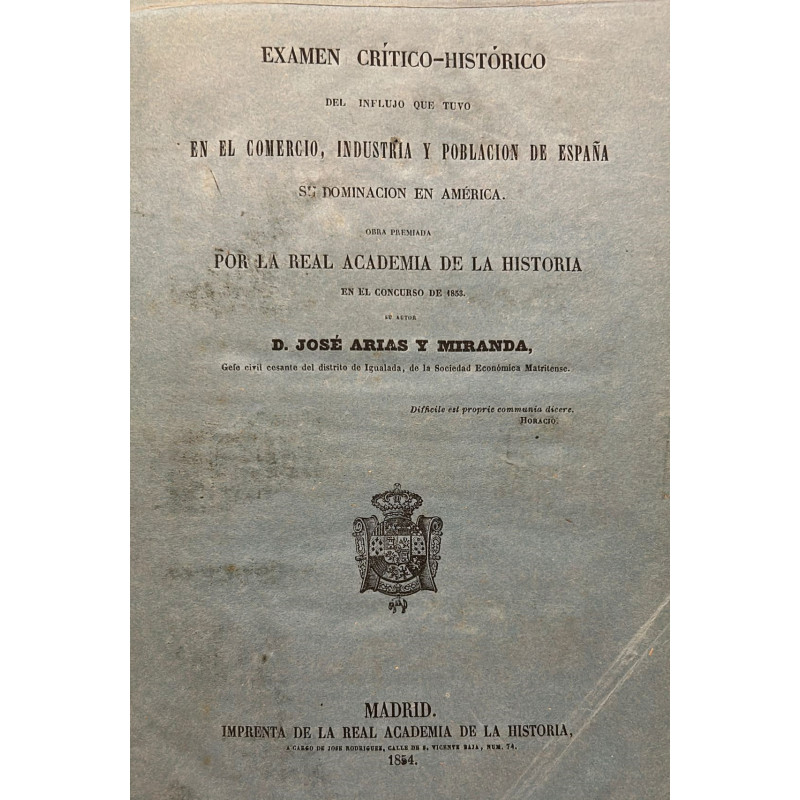 EXAMEN CRÍTICO-HISTÓRICO
DEL INFLUJO QUE TUVO
EN EL COMERCIO, INDUSTRIA Y POBLACION DE ESPAÑA
SU DOMINACION EN AMÉRICA.
OBRA PREMIADA
POR LA REAL ACADEMIA DE LA HISTORIA
EN EL CONCURSO DE 1853.
SU AUTOR
D. JOSÉ ARIAS Y MIRANDA,
Gefe civil cesante del distrito de Igualada, de la Sociedad Económica Matritense.
Difficile est proprie communia dicere.
HORACIO.
MADRID.
IMPRENTA DE LA REAL ACADEMIA DE LA HISTORIA,
A CARGO DE JOSE RODRIGUEZ, CALLE DE S. VICENTE BAJA, NUM. 74.
1854.